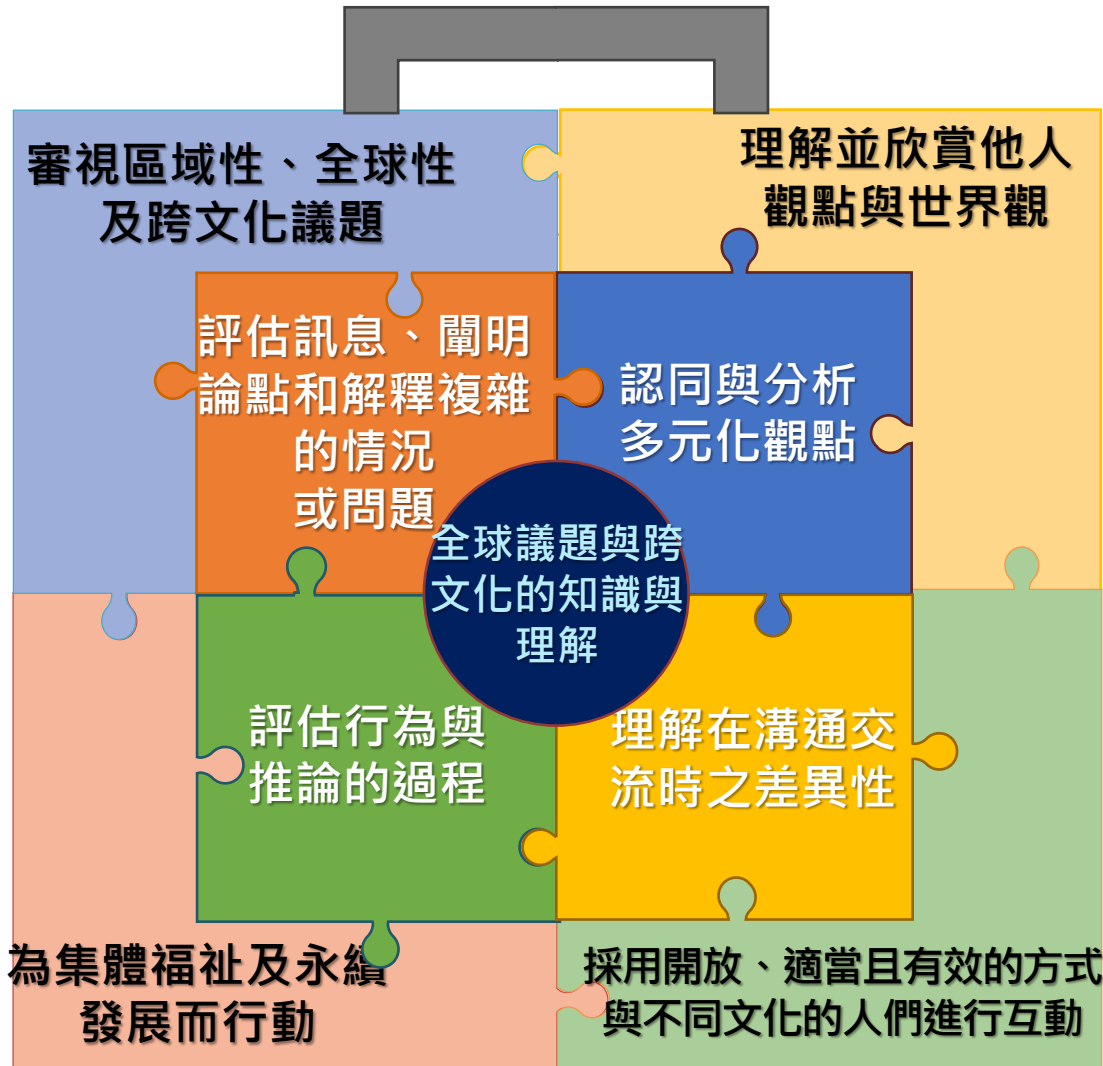 審視區域性、全球性
及跨文化議題
理解並欣賞他人
觀點與世界觀
評估訊息、闡明
論點和解釋複雜
的情況
或問題
認同與分析
多元化觀點
全球議題與跨
文化的知識與
理解
評估行為與
推論的過程
理解在溝通交
流時之差異性
為集體福祉及永續
發展而行動
採用開放、適當且有效的方式
與不同文化的人們進行互動